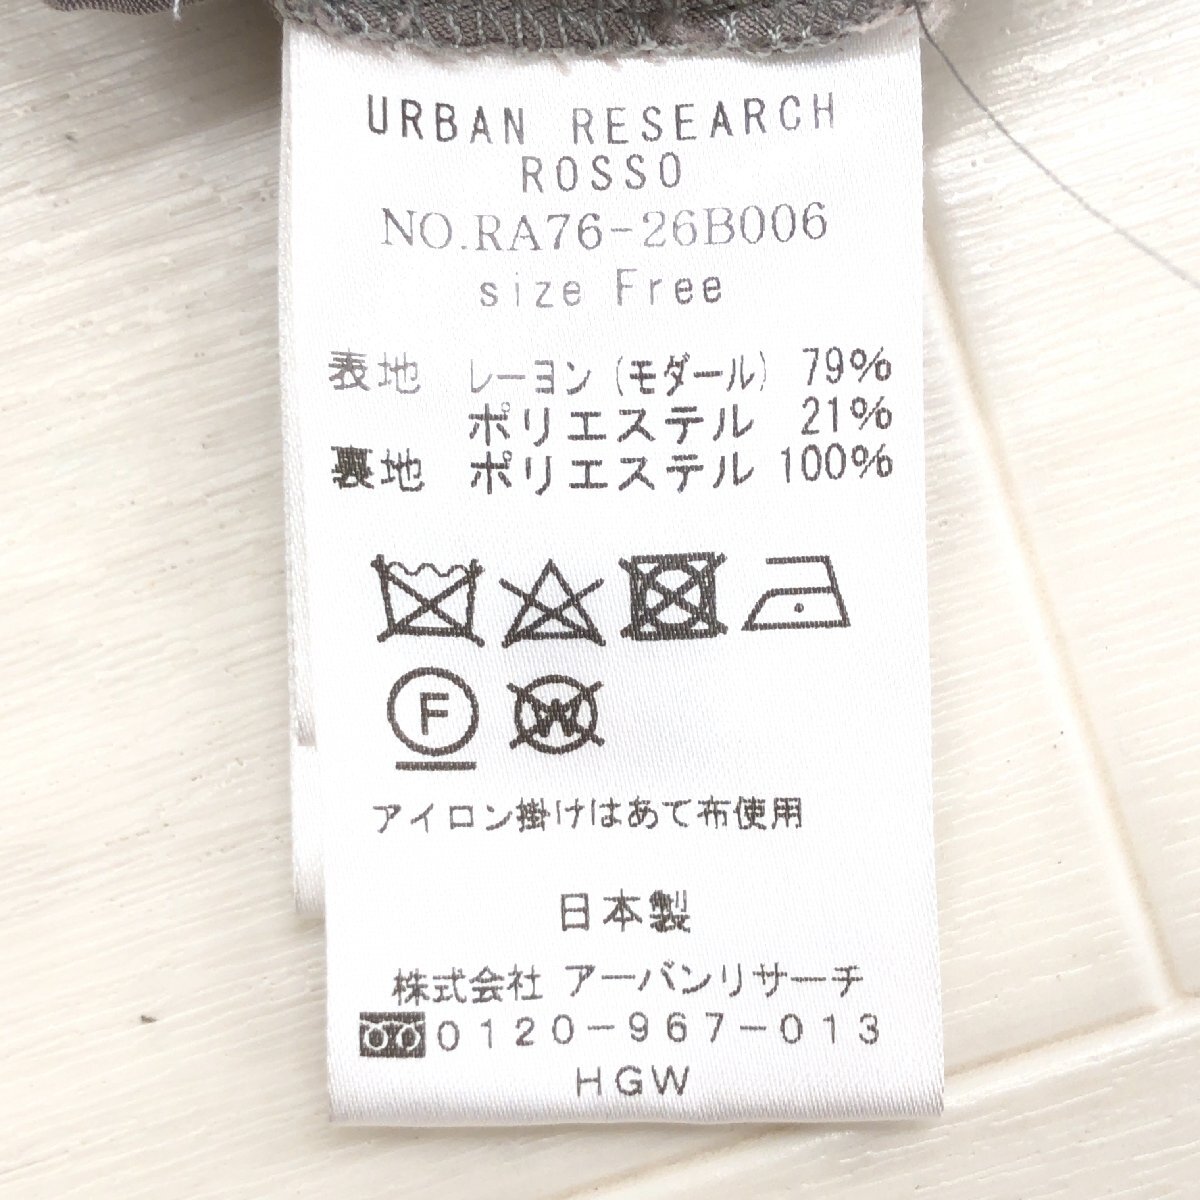 URBAN RESEARCH
ROSSO
NO.RA76-26B006
size Free
表地 レーヨン(モダール) 79%
ポリエステル 21%
裏地 ポリエステル 100%
F W
アイロン掛けはあて布使用
日本製
株式会社 アーバンリサーチ
0120-967-013
HGW